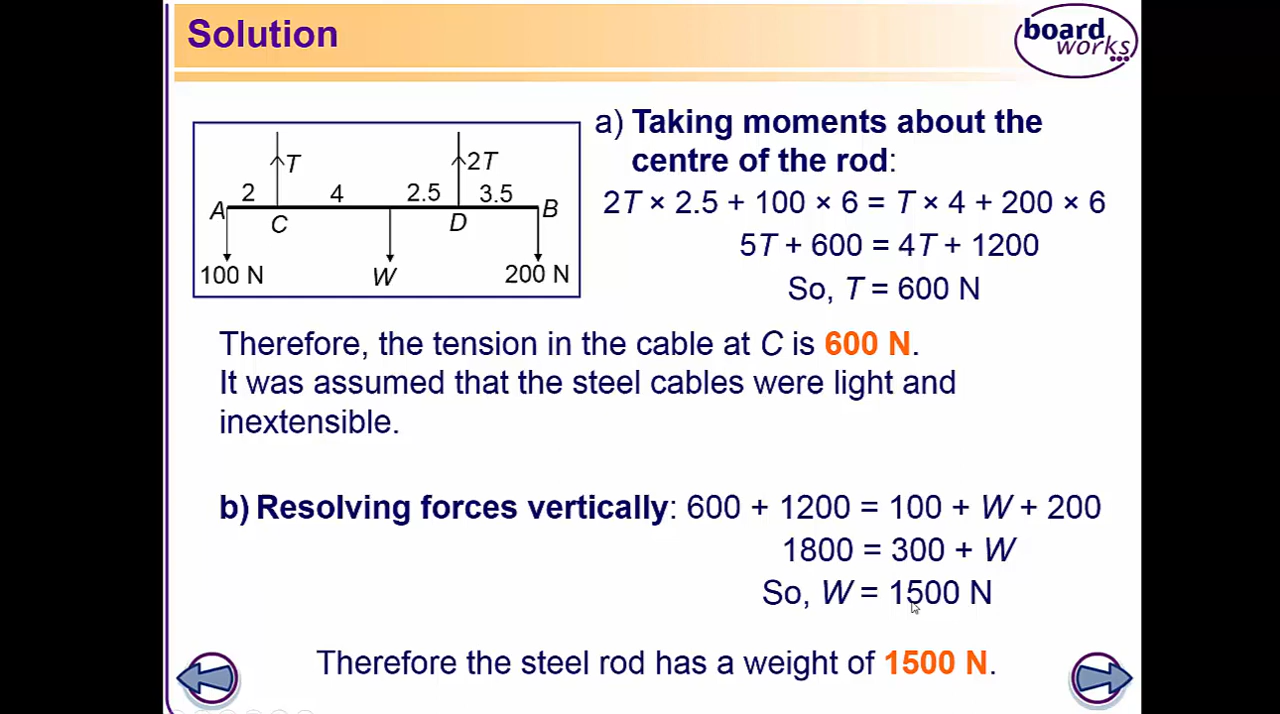 Solution
board
works
a) Taking moments about the
centre of the rod:
2T × 2.5 + 100 × 6 = T × 4 + 200 × 6
5T + 600 = 4T + 1200
So, T = 600 N
T
2T
2
4
2.5
3.5
A
C
D
B
100 N
W
200 N
Therefore, the tension in the cable at C is 600 N.
It was assumed that the steel cables were light and
inextensible.
b) Resolving forces vertically: 600 + 1200 = 100 + W + 200
1800 = 300 + W
So, W = 1500 N
Therefore the steel rod has a weight of 1500 N.